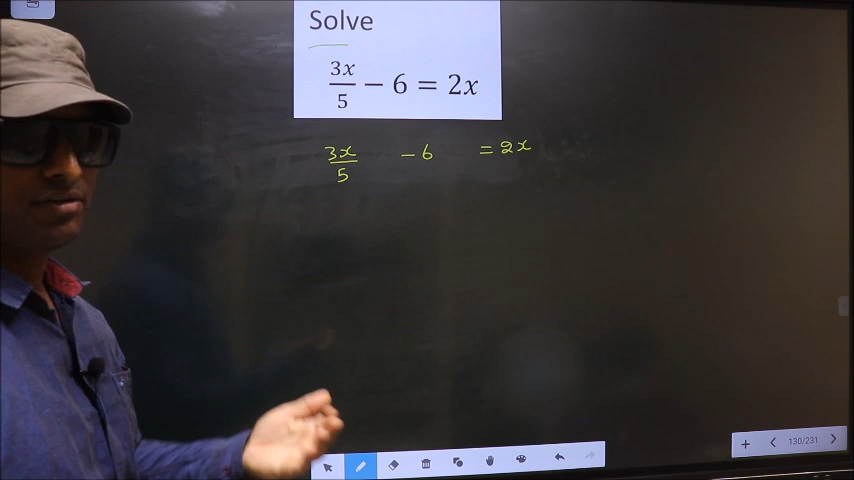 Solve
3x/5 − 6 = 2x
3x/5 − 6 = 2x
130/231